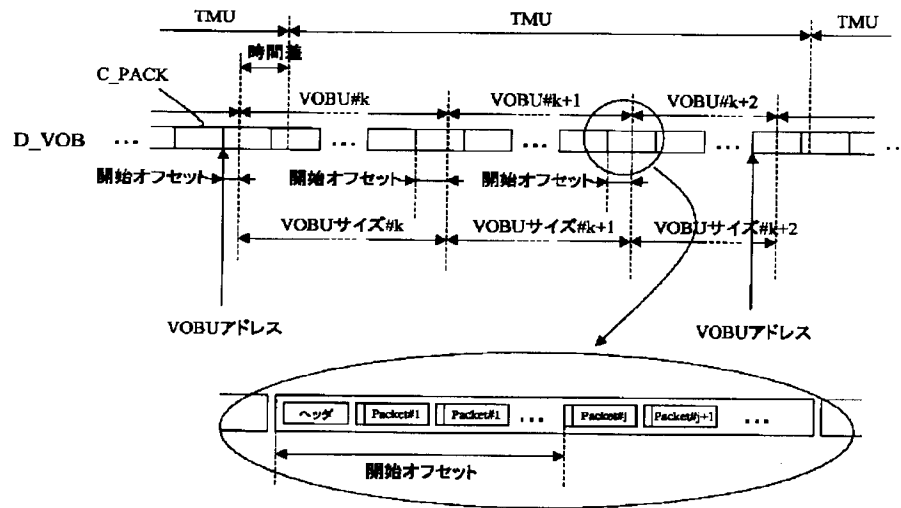 TMU TMU TMU
時間差
C_PACK
VOBU#k VOBU#k+1 VOBU#k+2
D_VOB ... ... ... ... ..
開始オフセット 開始オフセット 開始オフセット
VOBUサイズ#k VOBUサイズ#k+1 VOBUサイズ#k+2
VOBUアドレス VOBUアドレス
ヘッダ Packet#1 Packet#1 ... Packet#j Packet#j+1 ...
開始オフセット